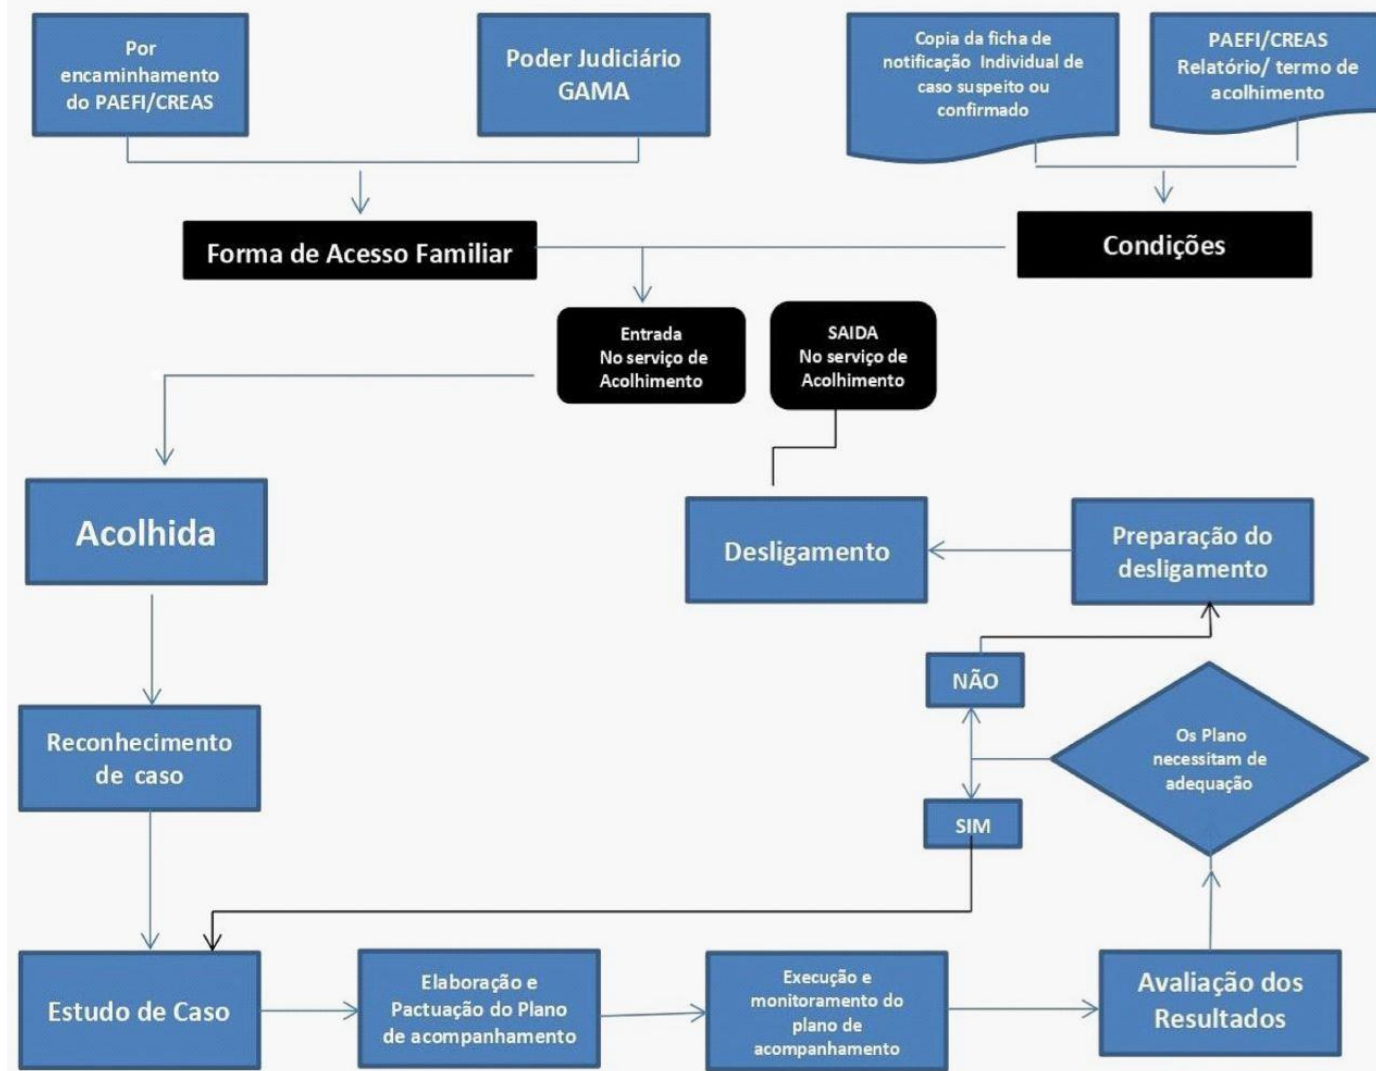 Por
encaminhamento
do PAEFI/CREAS
Poder Judiciário
GAMA
Copia da ficha de
notificação Individual de
caso suspeito ou
confirmado
PAEFI/CREAS
Relatório/ termo de
acolhimento
Forma de Acesso Familiar
Condições
Entrada
No serviço de
Acolhimento
SAIDA
No serviço de
Acolhimento
Acolhida
Desligamento
Preparação do
desligamento
NÃO
Reconhecimento
de caso
Os Plano
necessitam de
adequação
SIM
Estudo de Caso
Elaboração e
Pactuação do Plano
de acompanhamento
Execução e
monitoramento do
plano de
acompanhamento
Avaliação dos
Resultados